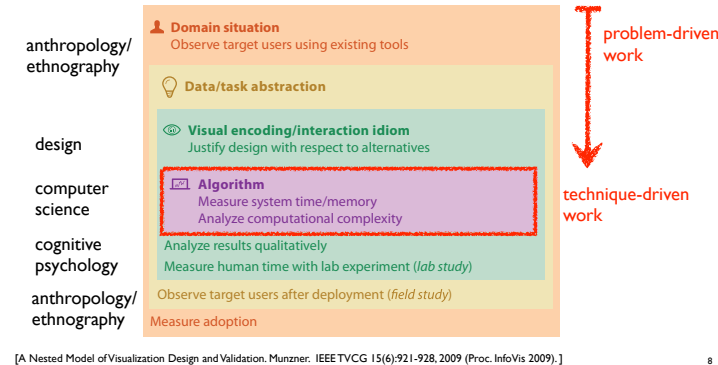 Domain situation
Observe target users using existing tools
problem-driven
work
anthropology/
ethnography
Data/task abstraction
Visual encoding/interaction idiom
Justify design with respect to alternatives
design
Algorithm
Measure system time/memory
Analyze computational complexity
computer
science
technique-driven
work
Analyze results qualitatively
Measure human time with lab experiment (lab study)
cognitive
psychology
Observe target users after deployment (field study)
anthropology/
ethnography
Measure adoption
[A Nested Model of Visualization Design and Validation. Munzner. IEEE TVCG 15(6):921-928, 2009 (Proc. InfoVis 2009). ]
8